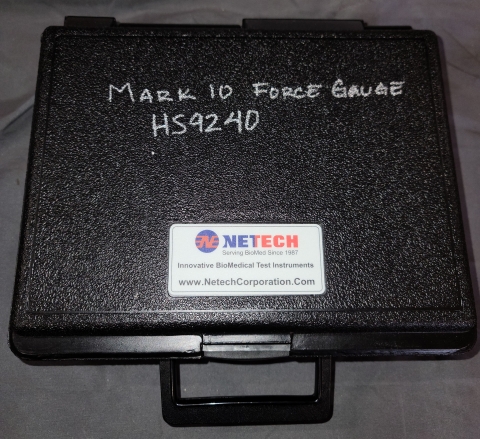 MARK 10 FORCE GAUGE
HS9240
NETECH
Serving BioMed Since 1987
Innovative BioMedical Test Instruments
www.NetechCorporation.Com